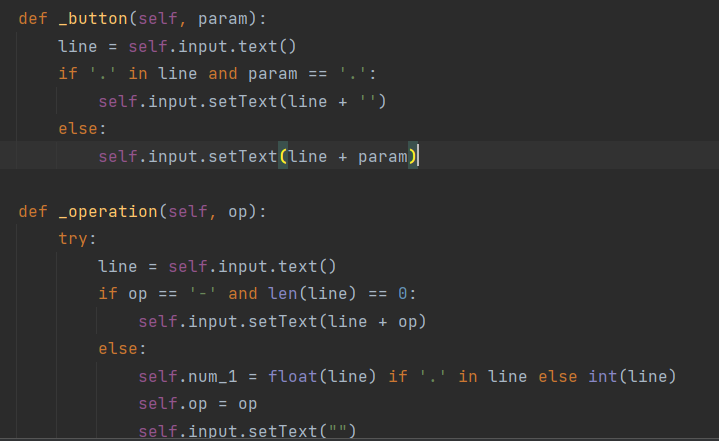 def _button(self, param):
    line = self.input.text()
    if '.' in line and param == '.':
        self.input.setText(line + '')
    else:
        self.input.setText(line + param)
def _operation(self, op):
    try:
        line = self.input.text()
        if op == '-' and len(line) == 0:
            self.input.setText(line + op)
        else:
            self.num_1 = float(line) if '.' in line else int(line)
            self.op = op
            self.input.setText("")